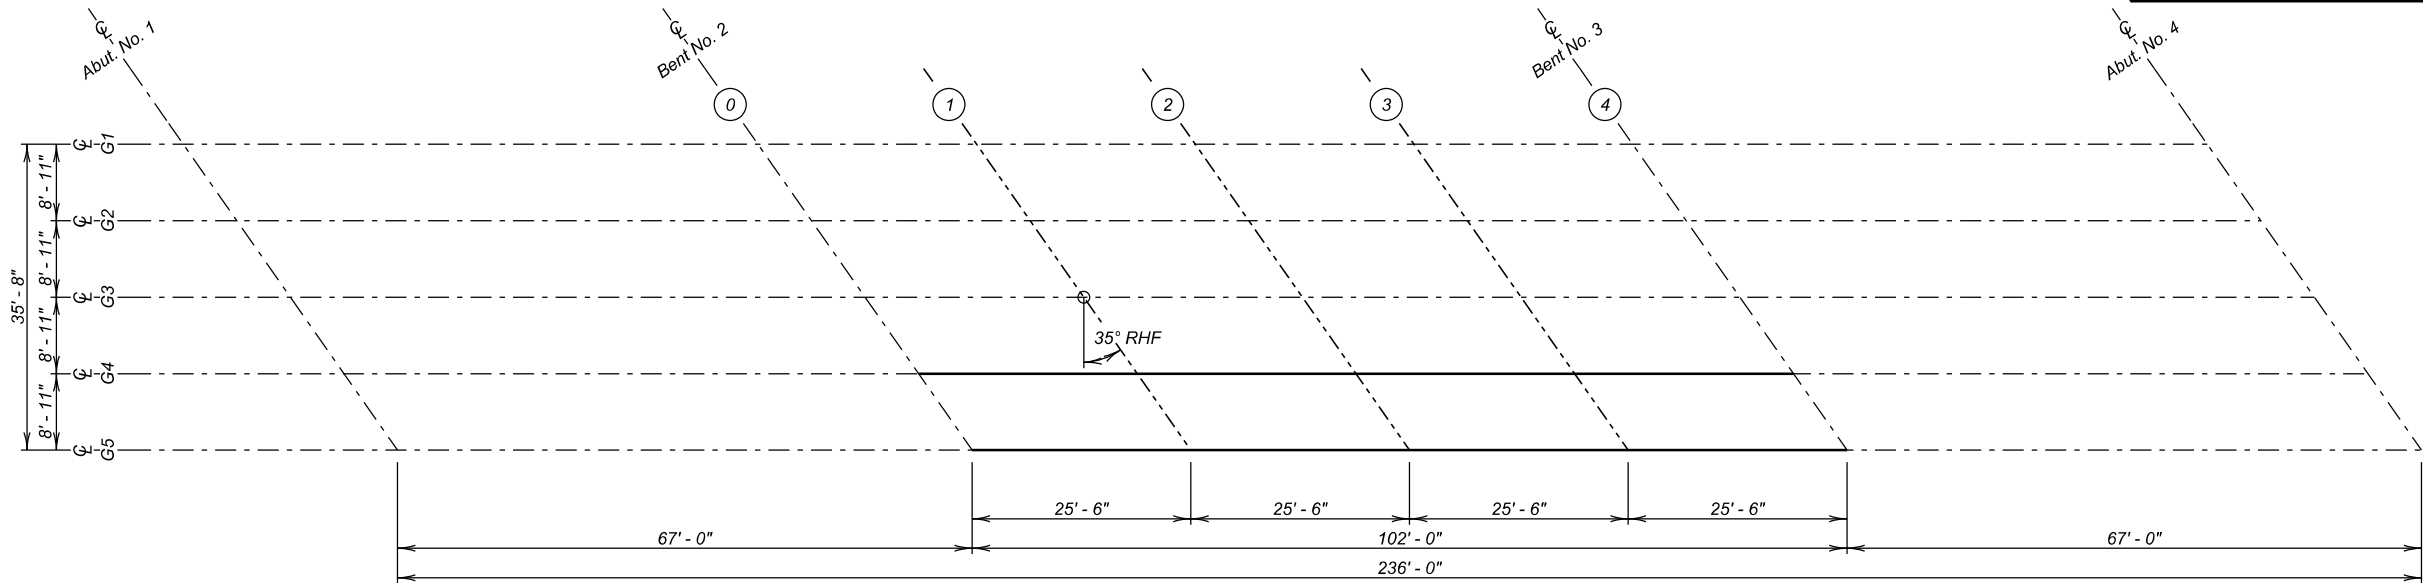 ℄ Abut. No. 1
℄ Bent No. 2
℄ Bent No. 3
℄ Abut. No. 4
0
1
2
3
4
℄ G1
℄ G2
℄ G3
℄ G4
℄ G5
8' - 11"
8' - 11"
8' - 11"
8' - 11"
35' - 8"
35° RHF
25' - 6"
25' - 6"
25' - 6"
25' - 6"
67' - 0"
102' - 0"
67' - 0"
236' - 0"